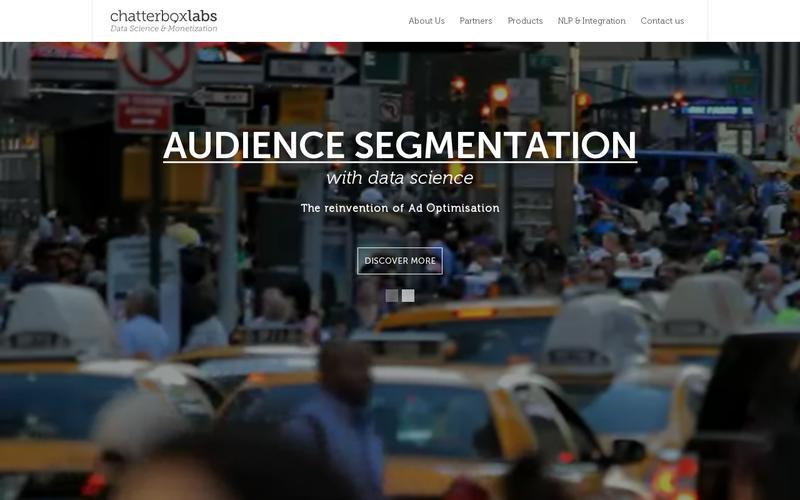 chatterboxlabs
Data Science & Monetization
About Us
Partners
Products
NLP & Integration
Contact us
AUDIENCE SEGMENTATION
with data science
The reinvention of Ad Optimisation
DISCOVER MORE